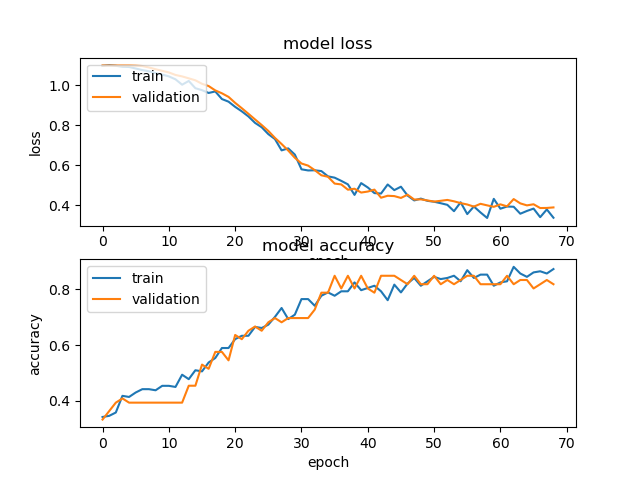 model loss
loss
1.0
0.8
0.6
0.4
train
validation
0 10 20 30 40 50 60 70
epoch
model accuracy
accuracy
0.8
0.6
0.4
train
validation
0 10 20 30 40 50 60 70
epoch